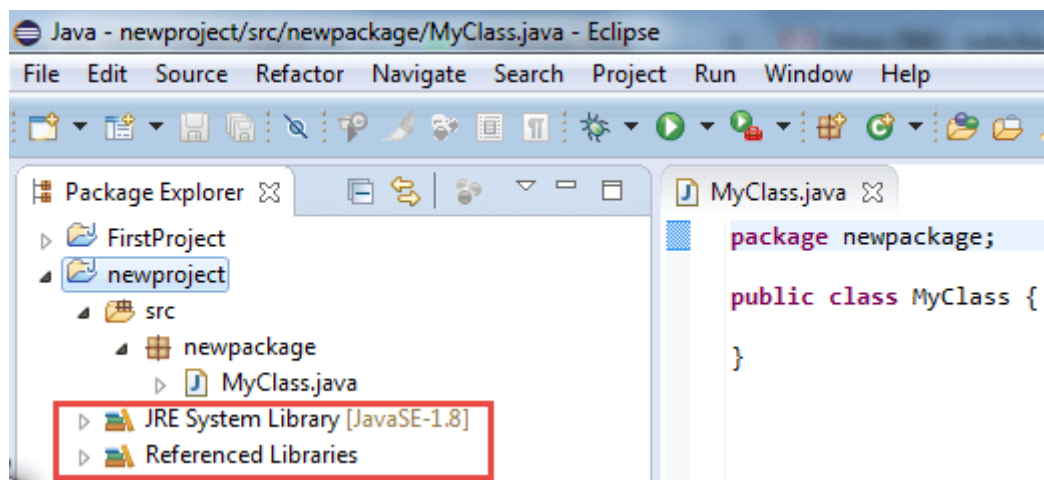 Java - newproject/src/newpackage/MyClass.java - Eclipse
File Edit Source Refactor Navigate Search Project Run Window Help
Package Explorer
MyClass.java
FirstProject
newproject
src
newpackage
MyClass.java
JRE System Library [JavaSE-1.8]
Referenced Libraries
package newpackage;
public class MyClass {
}